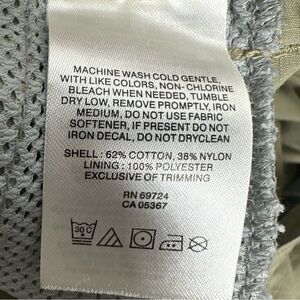 MACHINE WASH COLD GENTLE,
WITH LIKE COLORS, NON-CHLORINE
BLEACH WHEN NEEDED, TUMBLE
DRY LOW, REMOVE PROMPTLY, IRON
MEDIUM, DO NOT USE FABRIC
SOFTENER, IF PRESENT DO NOT
IRON DECAL, DO NOT DRYCLEAN
SHELL : 62% COTTON, 38% NYLON
LINING : 100% POLYESTER
EXCLUSIVE OF TRIMMING
RN 69724
CA 05367
30C